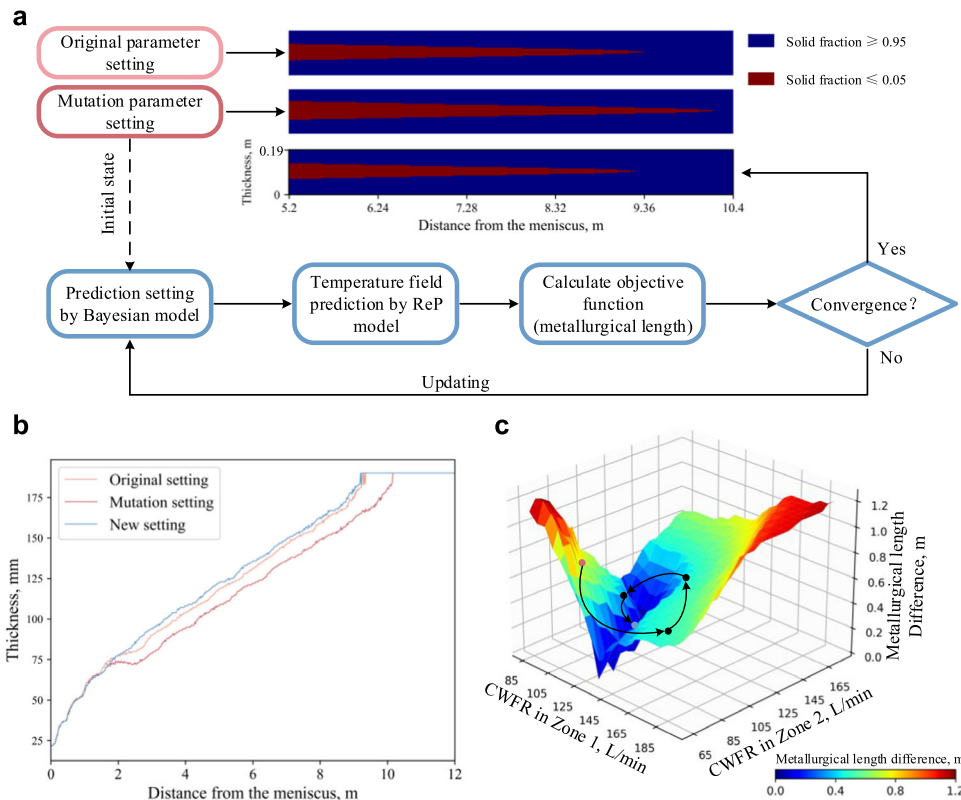 a
Original parameter
setting
Mutation parameter
setting
Solid fraction ⩾ 0.95
Solid fraction ⩽ 0.05
Initial state
Thickness, m
0.19
0
5.2 6.24 7.28 8.32 9.36 10.4
Distance from the meniscus, m
Prediction setting
by Bayesian model
Temperature field
prediction by ReP
model
Calculate objective
function
(metallurgical length)
Convergence?
Yes
No
Updating
b
Original setting
Mutation setting
New setting
Thickness, mm
175
150
125
100
75
50
25
0 2 4 6 8 10 12
Distance from the meniscus, m
c
1.2
1.0
0.8
0.6
0.4
0.2
0.0
Metallurgical length
Difference, m
85
105
125
145
165
185
CWFR in Zone 1, L/min
65
85
105
125
145
165
CWFR in Zone 2, L/min
Metallurgical length difference, m
0.0 0.4 0.8 1.2